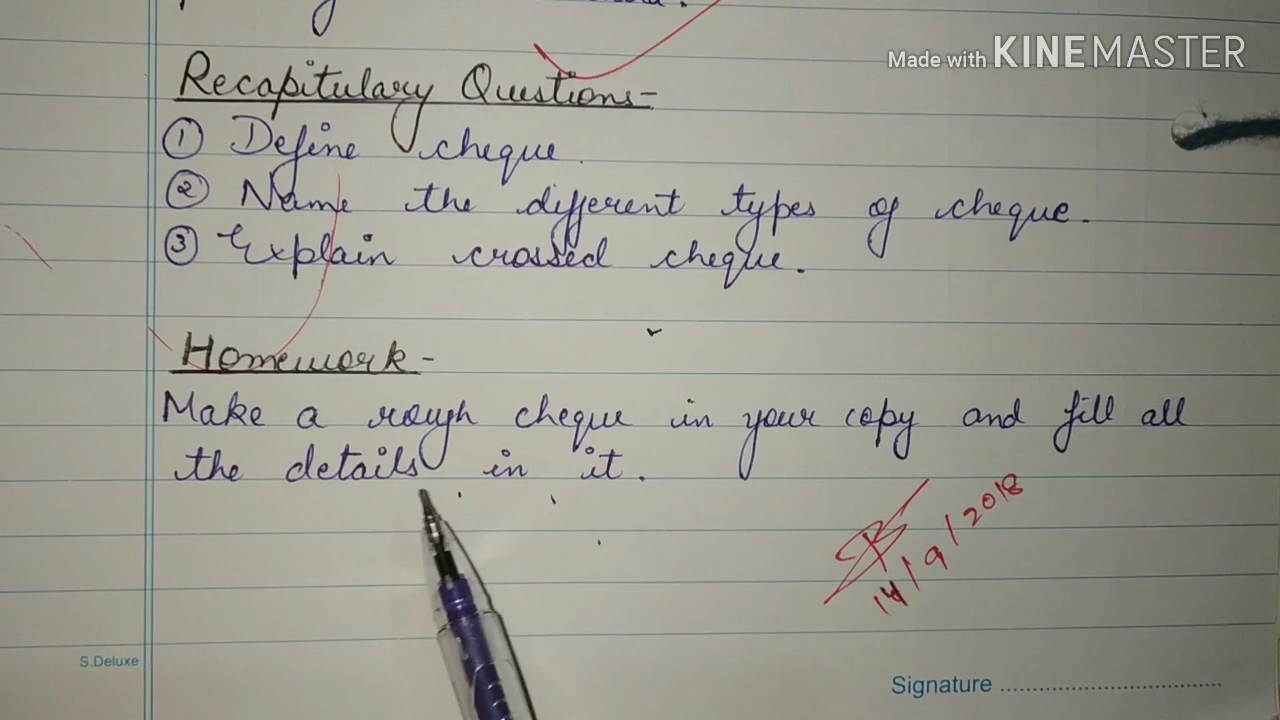 Made with KINEMASTER
Recapitulary Questions-
① Define cheque.
② Name the different types of cheque.
③ Explain crossed cheque.
Homework-
Make a rough cheque in your copy and fill all
the details in it.
14/9/2018
S.Deluxe
Signature ....................................